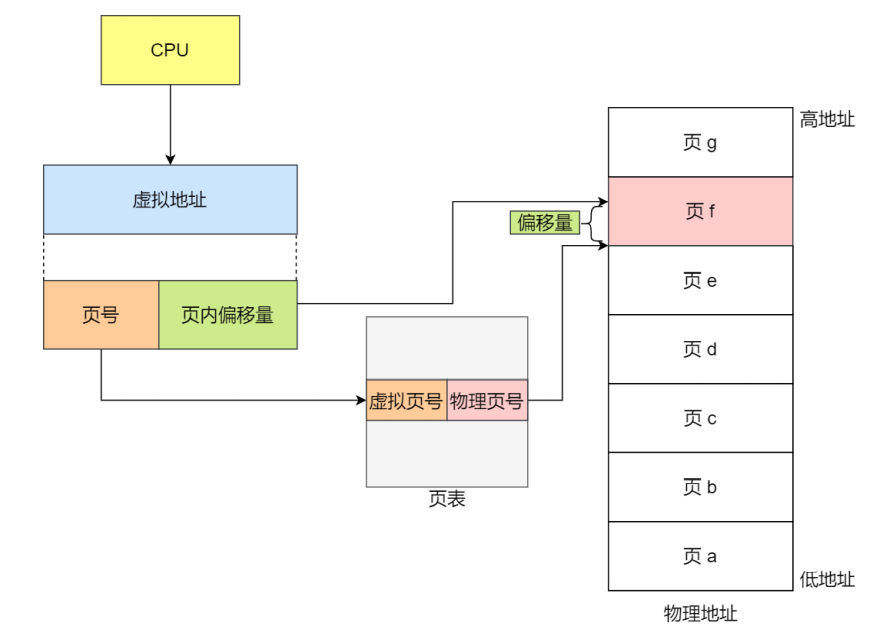 CPU
虚拟地址
页号
页内偏移量
虚拟页号
物理页号
页表
偏移量
高地址
页 g
页 f
页 e
页 d
页 c
页 b
页 a
低地址
物理地址